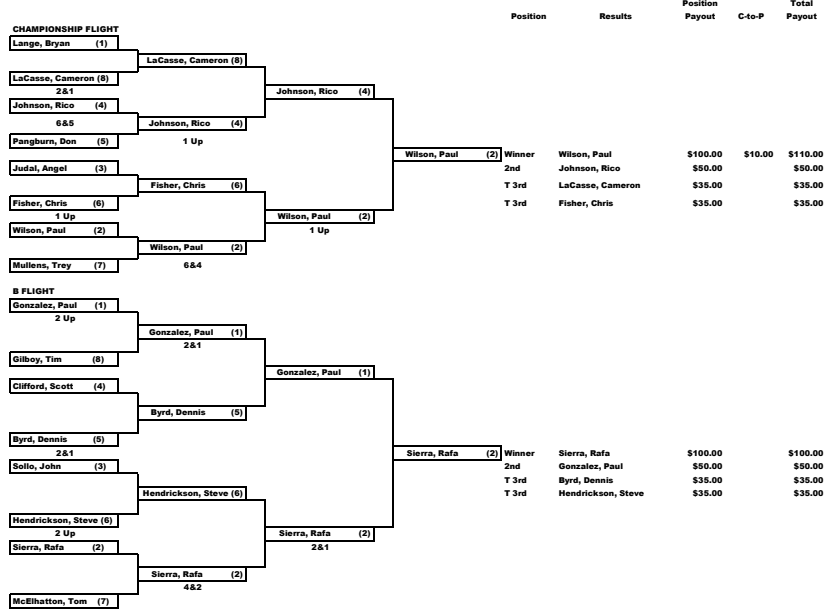 Position Total
Position Results Payout C-to-P Payout
CHAMPIONSHIP FLIGHT
Lange, Bryan (1)
LaCasse, Cameron (8)
LaCasse, Cameron (8)
2&1
Johnson, Rico (4)
Johnson, Rico (4)
6&5
Johnson, Rico (4)
1 Up
Pangburn, Don (5)
Wilson, Paul (2) Winner Wilson, Paul $100.00 $10.00 $110.00
Judal, Angel (3)
2nd Johnson, Rico $50.00 $50.00
Fisher, Chris (6)
T 3rd LaCasse, Cameron $35.00 $35.00
Fisher, Chris (6)
T 3rd Fisher, Chris $35.00 $35.00
1 Up
Wilson, Paul (2)
Wilson, Paul (2)
1 Up
Wilson, Paul (2)
Mullens, Trey (7)
6&4
B FLIGHT
Gonzalez, Paul (1)
2 Up
Gonzalez, Paul (1)
2&1
Gilboy, Tim (8)
Gonzalez, Paul (1)
Clifford, Scott (4)
Byrd, Dennis (5)
Byrd, Dennis (5)
2&1
Sierra, Rafa (2) Winner Sierra, Rafa $100.00 $100.00
Sollo, John (3)
2nd Gonzalez, Paul $50.00 $50.00
T 3rd Byrd, Dennis $35.00 $35.00
Hendrickson, Steve (6)
T 3rd Hendrickson, Steve $35.00 $35.00
Hendrickson, Steve (6)
2 Up
Sierra, Rafa (2)
Sierra, Rafa (2)
2&1
Sierra, Rafa (2)
4&2
McElhatton, Tom (7)